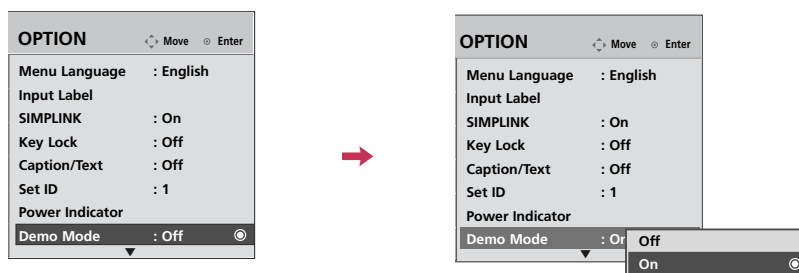 OPTION Move Enter
Menu Language : English
Input Label
SIMPLINK : On
Key Lock : Off
Caption/Text : Off
Set ID : 1
Power Indicator
Demo Mode : Off
OPTION Move Enter
Menu Language : English
Input Label
SIMPLINK : On
Key Lock : Off
Caption/Text : Off
Set ID : 1
Power Indicator
Demo Mode :
Off
On